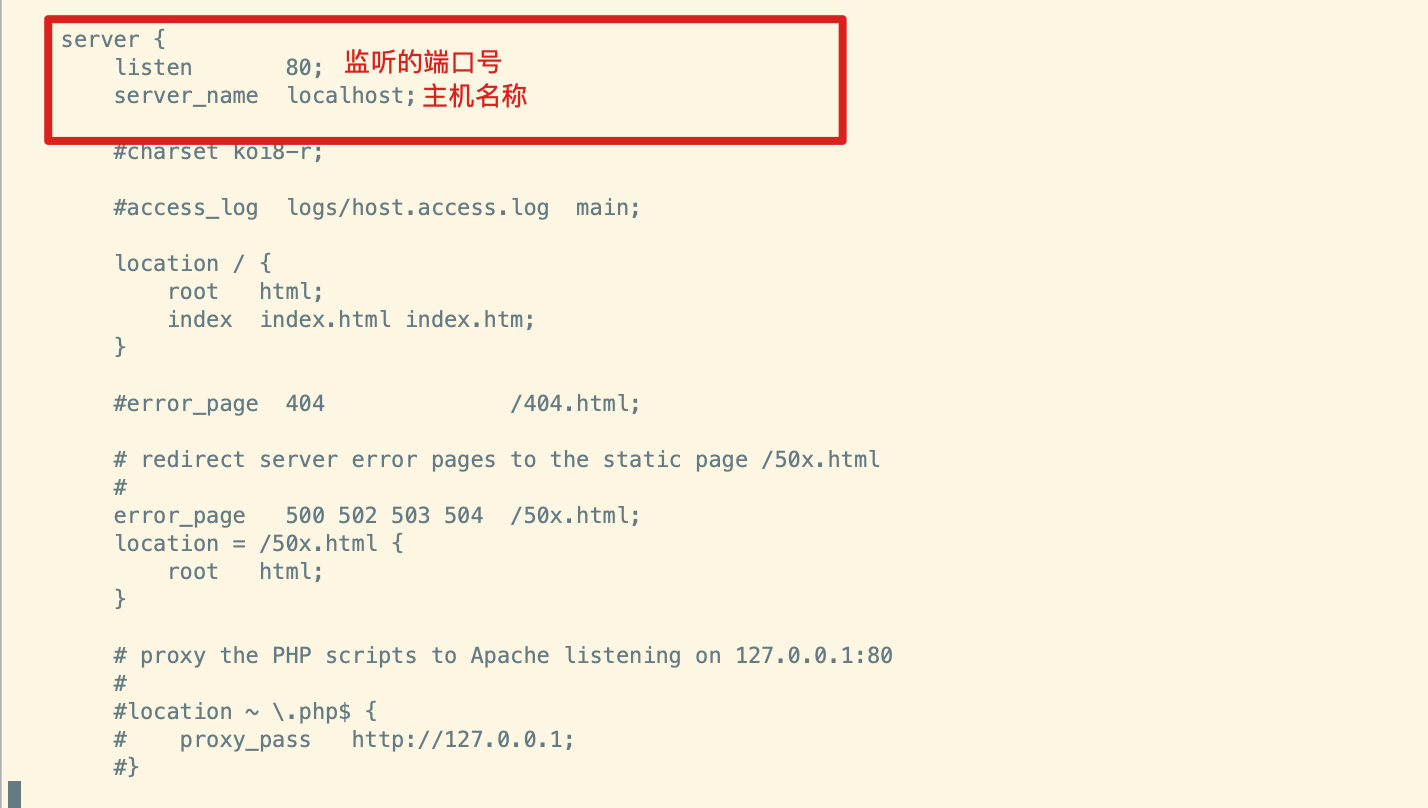 server {
    listen       80; 监听的端口号
    server_name  localhost; 主机名称
    #charset koi8-r;
    #access_log  logs/host.access.log  main;
    location / {
        root   html;
        index  index.html index.htm;
    }
    #error_page  404              /404.html;
    # redirect server error pages to the static page /50x.html
    #
    error_page   500 502 503 504  /50x.html;
    location = /50x.html {
        root   html;
    }
    # proxy the PHP scripts to Apache listening on 127.0.0.1:80
    #
    #location ~ \.php$ {
    #    proxy_pass   http://127.0.0.1;
    #}